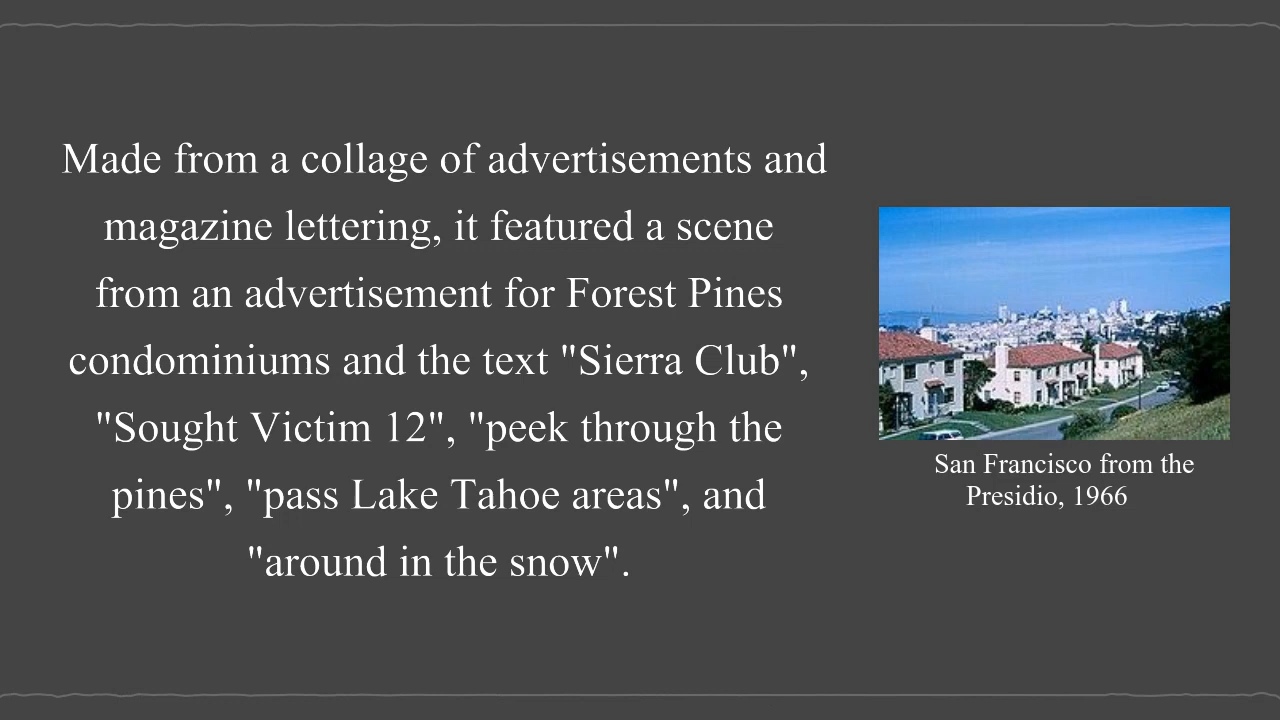 Made from a collage of advertisements and
magazine lettering, it featured a scene
from an advertisement for Forest Pines
condominiums and the text "Sierra Club",
"Sought Victim 12", "peek through the
pines", "pass Lake Tahoe areas", and
"around in the snow".
San Francisco from the
Presidio, 1966